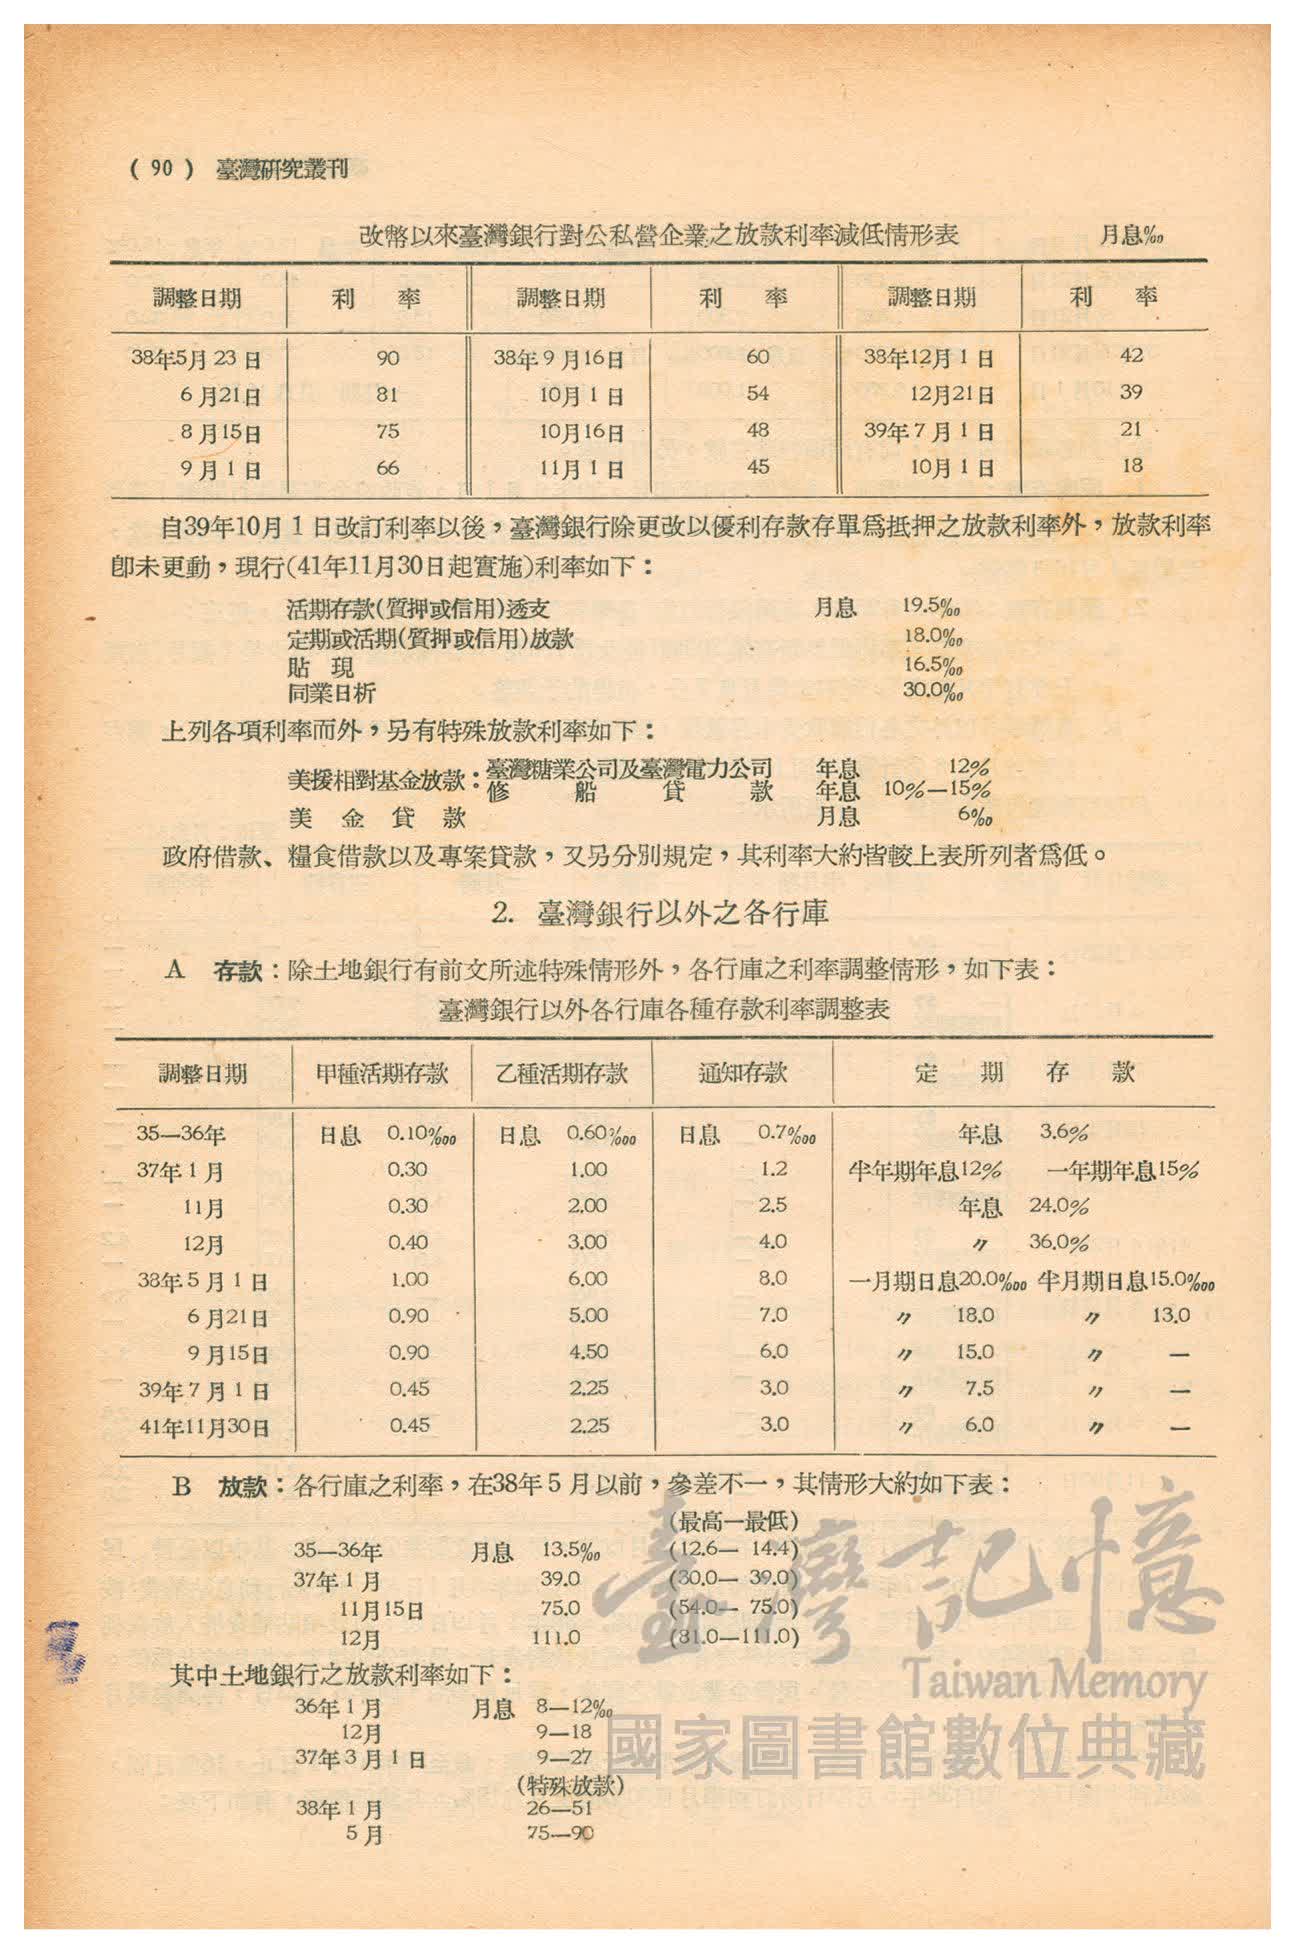 ( 90 ) 臺灣研究叢刊
改幣以來臺灣銀行對公私營企業之放款利率減低情形表 月息‰
調整日期 利 率 調整日期 利 率 調整日期 利 率
38年5月23日 90 38年9月16日 60 38年12月1日 42
6月21日 81 10月1日 54 12月21日 39
8月15日 75 10月16日 48 39年7月1日 21
9月1日 66 11月1日 45 10月1日 18
自39年10月1日改訂利率以後，臺灣銀行除更改以優利存款存單爲抵押之放款利率外，放款利率
卽未更動，現行(41年11月30日起實施)利率如下：
活期存款(質押或信用)透支 月息 19.5‰
定期或活期(質押或信用)放款 18.0‰
貼 現 16.5‰
同業日析 30.0‰
上列各項利率而外，另有特殊放款利率如下：
美援相對基金放款：臺灣糖業公司及臺灣電力公司 年息 12%
修 船 貸 款 年息 10%—15%
美 金 貸 款 月息 6‰
政府借款、糧食借款以及專案貸款，又另分別規定，其利率大約皆較上表所列者爲低。
2. 臺灣銀行以外之各行庫
A 存款：除土地銀行有前文所述特殊情形外，各行庫之利率調整情形，如下表：
臺灣銀行以外各行庫各種存款利率調整表
調整日期 甲種活期存款 乙種活期存款 通知存款 定 期 存 款
35—36年 日息 0.10‱ 日息 0.60‱ 日息 0.7‱ 年息 3.6%
37年1月 0.30 1.00 1.2 半年期年息12% 一年期年息15%
11月 0.30 2.00 2.5 年息 24.0%
12月 0.40 3.00 4.0 〃 36.0%
38年5月1日 1.00 6.00 8.0 一月期日息20.0‱ 半月期日息15.0‱
6月21日 0.90 5.00 7.0 〃 18.0 〃 13.0
9月15日 0.90 4.50 6.0 〃 15.0 〃 —
39年7月1日 0.45 2.25 3.0 〃 7.5 〃 —
41年11月30日 0.45 2.25 3.0 〃 6.0 〃 —
B 放款：各行庫之利率，在38年5月以前，參差不一，其情形大約如下表：
(最高—最低)
35—36年 月息 13.5‰ (12.6— 14.4)
37年1月 39.0 (30.0— 39.0)
11月15日 75.0 (54.0— 75.0)
12月 111.0 (81.0—111.0)
其中土地銀行之放款利率如下：
36年1月 月息 8—12‰
12月 9—18
37年3月1日 9—27
(特殊放款)
38年1月 26—51
5月 75—90
臺灣記憶
Taiwan Memory
國家圖書館數位典藏